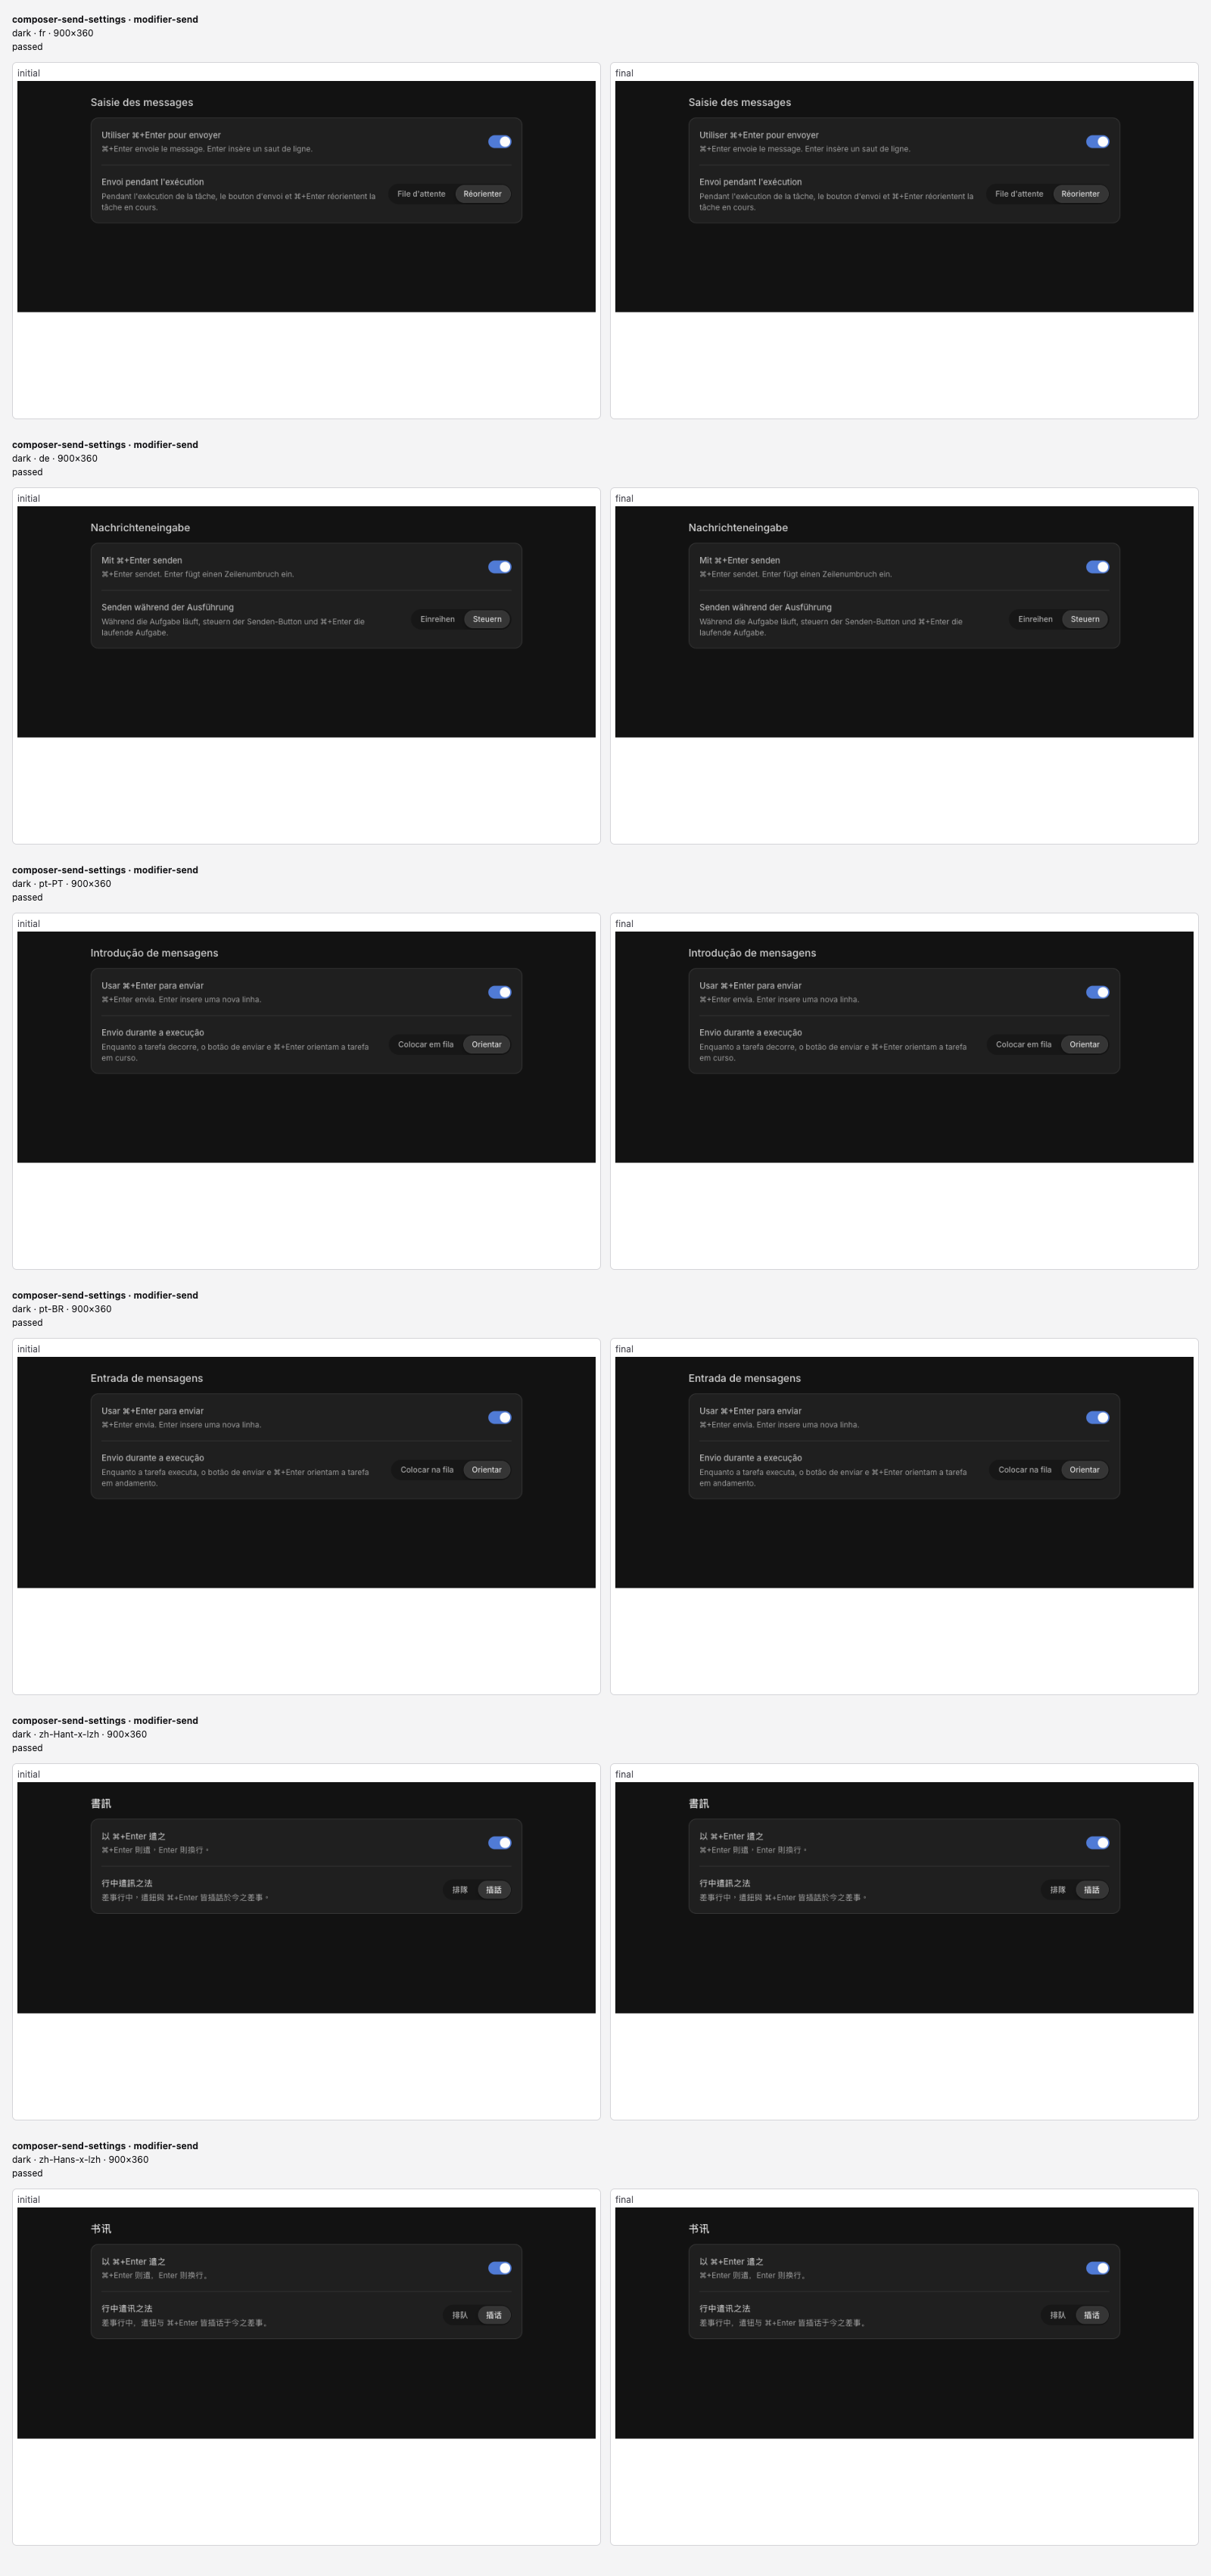 composer-send-settings · modifier-send
dark · fr · 900×360
passed
initial
Saisie des messages
Utiliser ⌘+Enter pour envoyer
⌘+Enter envoie le message. Enter insère un saut de ligne.
Envoi pendant l'exécution
Pendant l'exécution de la tâche, le bouton d'envoi et ⌘+Enter réorientent la
tâche en cours.
File d'attente
Réorienter
final
Saisie des messages
Utiliser ⌘+Enter pour envoyer
⌘+Enter envoie le message. Enter insère un saut de ligne.
Envoi pendant l'exécution
Pendant l'exécution de la tâche, le bouton d'envoi et ⌘+Enter réorientent la
tâche en cours.
File d'attente
Réorienter
composer-send-settings · modifier-send
dark · de · 900×360
passed
initial
Nachrichteneingabe
Mit ⌘+Enter senden
⌘+Enter sendet. Enter fügt einen Zeilenumbruch ein.
Senden während der Ausführung
Während die Aufgabe läuft, steuern der Senden-Button und ⌘+Enter die
laufende Aufgabe.
Einreihen
Steuern
final
Nachrichteneingabe
Mit ⌘+Enter senden
⌘+Enter sendet. Enter fügt einen Zeilenumbruch ein.
Senden während der Ausführung
Während die Aufgabe läuft, steuern der Senden-Button und ⌘+Enter die
laufende Aufgabe.
Einreihen
Steuern
composer-send-settings · modifier-send
dark · pt-PT · 900×360
passed
initial
Introdução de mensagens
Usar ⌘+Enter para enviar
⌘+Enter envia. Enter insere uma nova linha.
Envio durante a execução
Enquanto a tarefa decorre, o botão de enviar e ⌘+Enter orientam a tarefa
em curso.
Colocar em fila
Orientar
final
Introdução de mensagens
Usar ⌘+Enter para enviar
⌘+Enter envia. Enter insere uma nova linha.
Envio durante a execução
Enquanto a tarefa decorre, o botão de enviar e ⌘+Enter orientam a tarefa
em curso.
Colocar em fila
Orientar
composer-send-settings · modifier-send
dark · pt-BR · 900×360
passed
initial
Entrada de mensagens
Usar ⌘+Enter para enviar
⌘+Enter envia. Enter insere uma nova linha.
Envio durante a execução
Enquanto a tarefa executa, o botão de enviar e ⌘+Enter orientam a tarefa
em andamento.
Colocar na fila
Orientar
final
Entrada de mensagens
Usar ⌘+Enter para enviar
⌘+Enter envia. Enter insere uma nova linha.
Envio durante a execução
Enquanto a tarefa executa, o botão de enviar e ⌘+Enter orientam a tarefa
em andamento.
Colocar na fila
Orientar
composer-send-settings · modifier-send
dark · zh-Hant-x-lzh · 900×360
passed
initial
書訊
以 ⌘+Enter 遣之
⌘+Enter 則遣，Enter 則換行。
行中遣訊之法
差事行中，遣鈕與 ⌘+Enter 皆插話於今之差事。
排隊
插話
final
書訊
以 ⌘+Enter 遣之
⌘+Enter 則遣，Enter 則換行。
行中遣訊之法
差事行中，遣鈕與 ⌘+Enter 皆插話於今之差事。
排隊
插話
composer-send-settings · modifier-send
dark · zh-Hans-x-lzh · 900×360
passed
initial
书讯
以 ⌘+Enter 遣之
⌘+Enter 则遣，Enter 则换行。
行中遣讯之法
差事行中，遣钮与 ⌘+Enter 皆插话于今之差事。
排队
插话
final
书讯
以 ⌘+Enter 遣之
⌘+Enter 则遣，Enter 则换行。
行中遣讯之法
差事行中，遣钮与 ⌘+Enter 皆插话于今之差事。
排队
插话